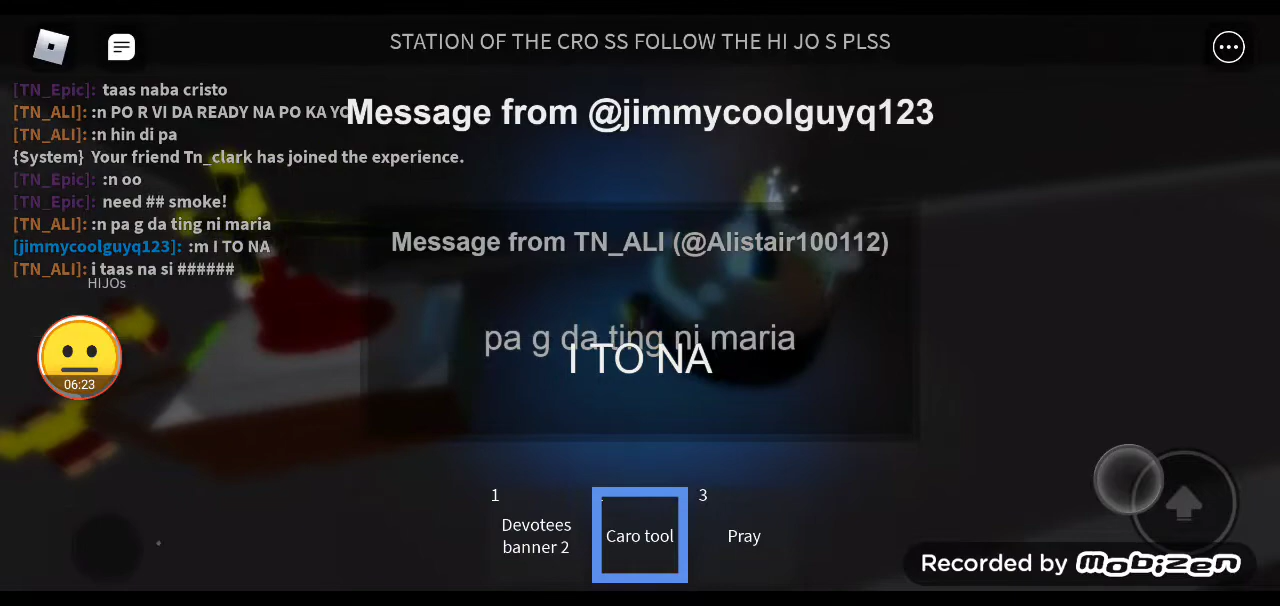 STATION OF THE CRO SS FOLLOW THE HI JO S PLSS
[TN_Epic]: taas naba cristo
[TN_ALI]: :n PO R VI DA READY NA PO KA YO
[TN_ALI]: :n hin di pa
{System} Your friend Tn_clark has joined the experience.
[TN_Epic]: :n oo
[TN_Epic]: need ## smoke!
[TN_ALI]: :n pa g da ting ni maria
[jimmycoolguyq123]: :m I TO NA
[TN_ALI]: i taas na si ######
HIJOs
06:23
Message from @jimmycoolguyq123
Message from TN_ALI (@Alistair100112)
pa g da ting ni maria
I TO NA
1
Devotees
banner 2
Caro tool
3
Pray
Recorded by mobizen